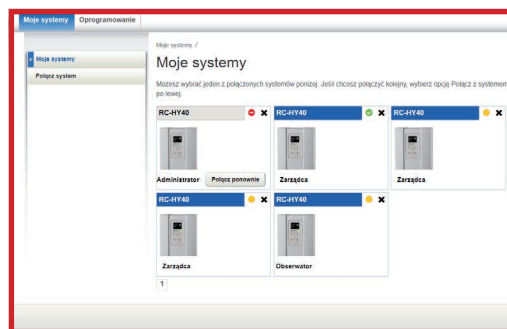 Moje systemy Oprogramowanie
Moje systemy
Połącz system
Moje systemy /
Moje systemy
Możesz wybrać jeden z połączonych systemów poniżej. Jeśli chcesz połączyć kolejny, wybierz opcję Połącz z systemem
po lewej.
RC-HY40 RC-HY40 RC-HY40
Administrator Połącz ponownie Zarządca Zarządca
RC-HY40 RC-HY40
Zarządca Obserwator
1